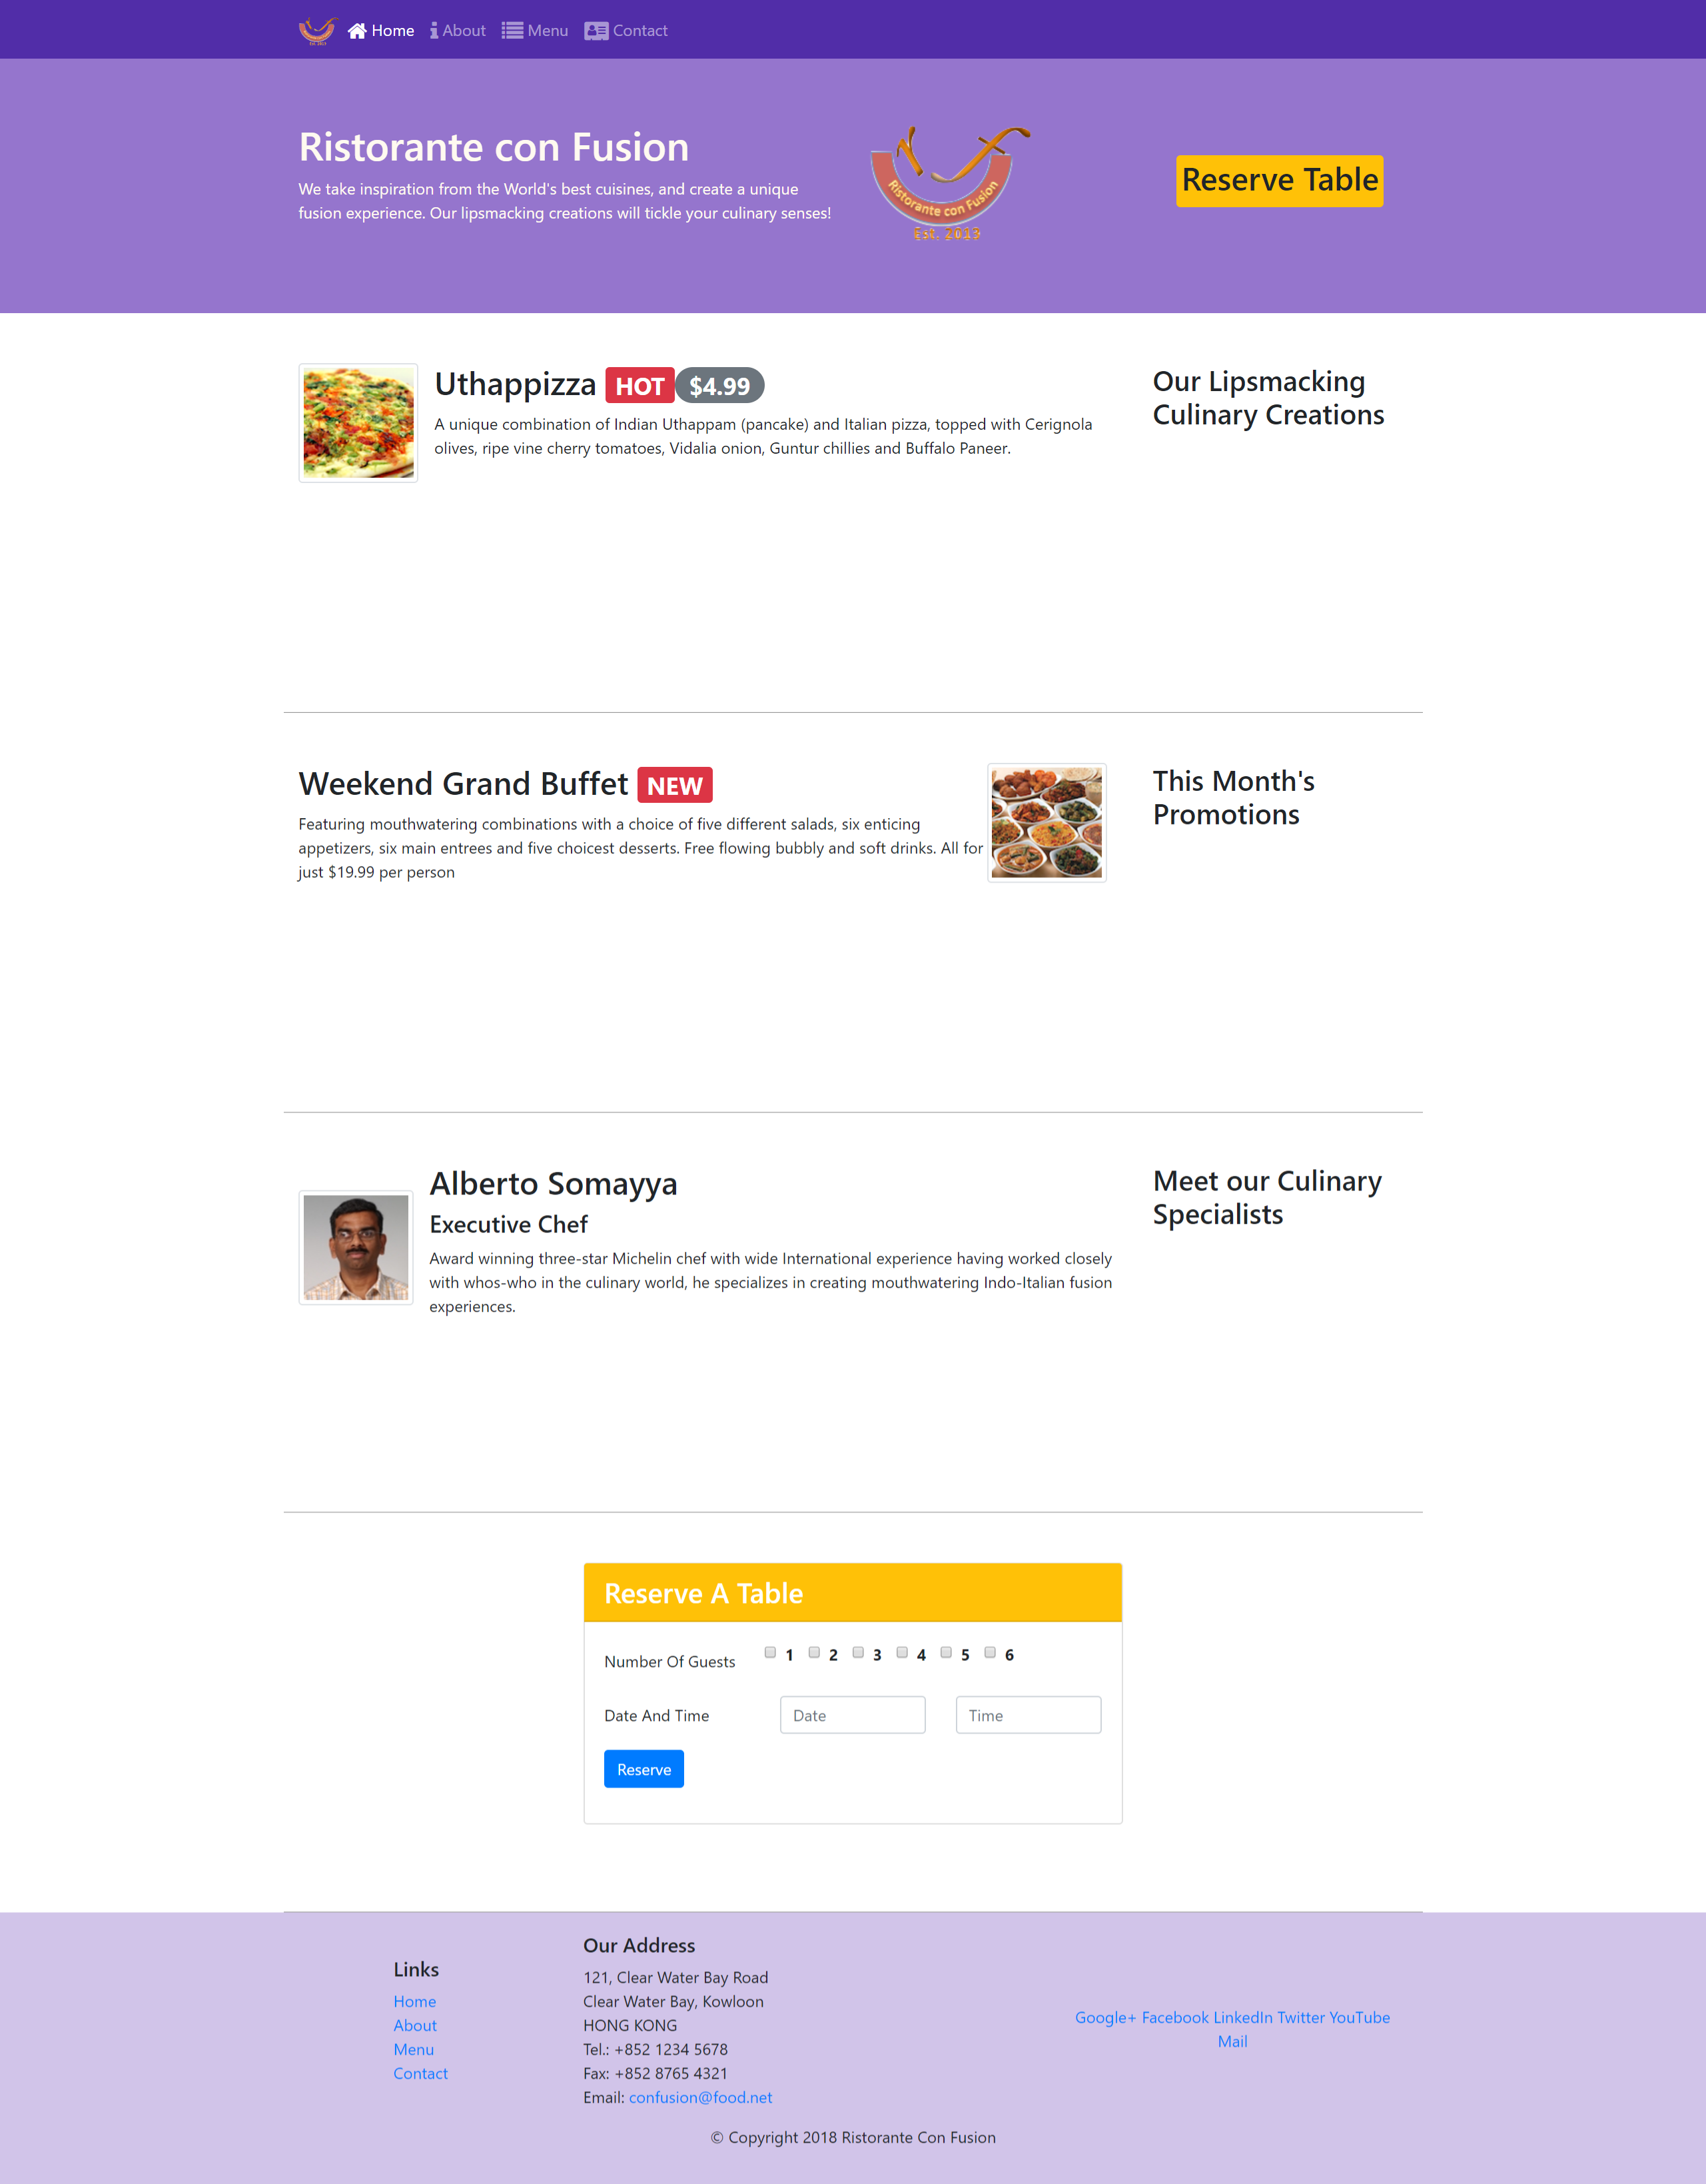 Home About Menu Contact
Ristorante con Fusion
We take inspiration from the World's best cuisines, and create a unique
fusion experience. Our lipsmacking creations will tickle your culinary senses!
Ristorante con Fusion
Est. 2013
Reserve Table
Uthappizza HOT $4.99
A unique combination of Indian Uthappam (pancake) and Italian pizza, topped with Cerignola
olives, ripe vine cherry tomatoes, Vidalia onion, Guntur chillies and Buffalo Paneer.
Our Lipsmacking
Culinary Creations
Weekend Grand Buffet NEW
Featuring mouthwatering combinations with a choice of five different salads, six enticing
appetizers, six main entrees and five choicest desserts. Free flowing bubbly and soft drinks. All for
just $19.99 per person
This Month's
Promotions
Alberto Somayya
Executive Chef
Award winning three-star Michelin chef with wide International experience having worked closely
with whos-who in the culinary world, he specializes in creating mouthwatering Indo-Italian fusion
experiences.
Meet our Culinary
Specialists
Reserve A Table
Number Of Guests 1 2 3 4 5 6
Date And Time Date Time
Reserve
Links
Home
About
Menu
Contact
Our Address
121, Clear Water Bay Road
Clear Water Bay, Kowloon
HONG KONG
Tel.: +852 1234 5678
Fax: +852 8765 4321
Email: confusion@food.net
Google+ Facebook LinkedIn Twitter YouTube
Mail
© Copyright 2018 Ristorante Con Fusion